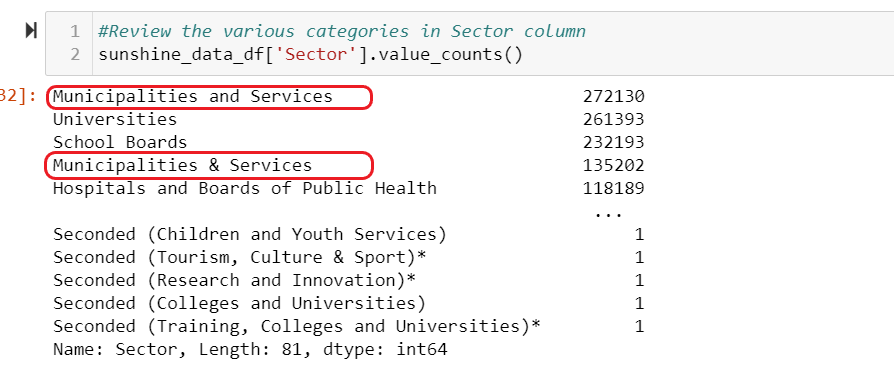 1 #Review the various categories in Sector column
2 sunshine_data_df['Sector'].value_counts()
32]: Municipalities and Services 272130
Universities 261393
School Boards 232193
Municipalities & Services 135202
Hospitals and Boards of Public Health 118189
...
Seconded (Children and Youth Services) 1
Seconded (Tourism, Culture & Sport)* 1
Seconded (Research and Innovation)* 1
Seconded (Colleges and Universities) 1
Seconded (Training, Colleges and Universities)* 1
Name: Sector, Length: 81, dtype: int64